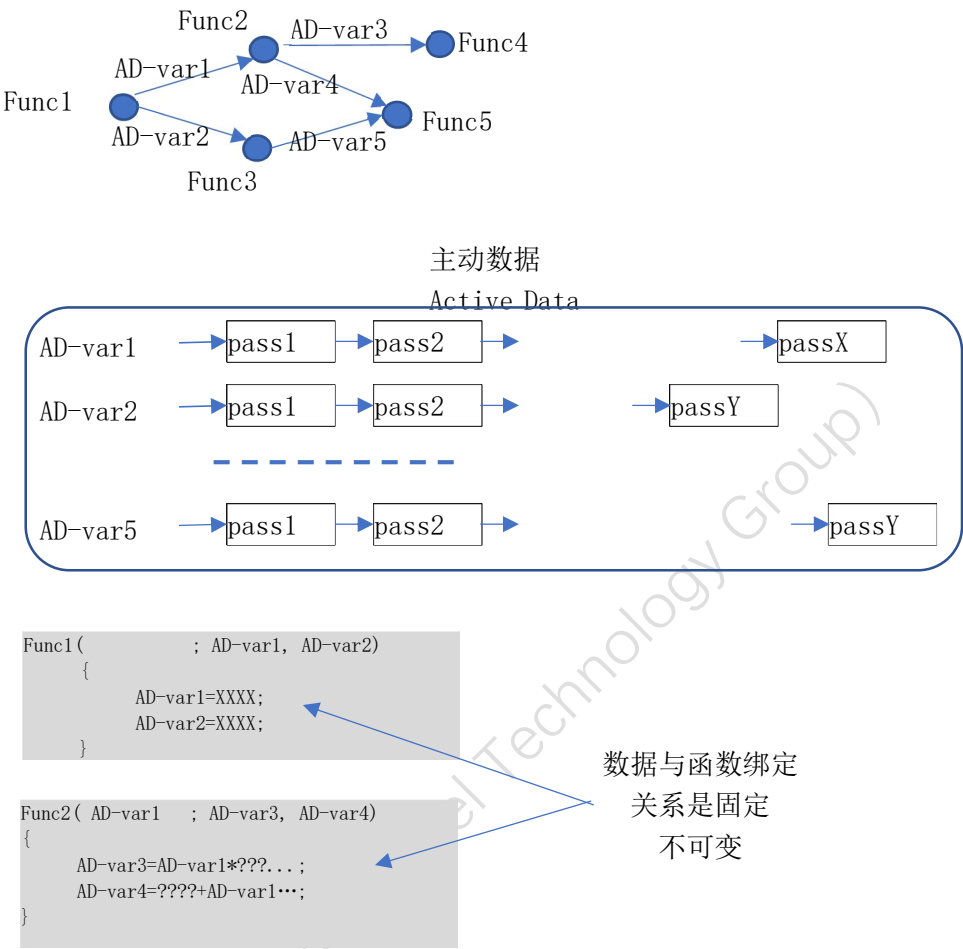 Func2
AD-var3
Func4
AD-var1
AD-var4
Func1
Func5
AD-var2
AD-var5
Func3
主动数据
Active Data
AD-var1 pass1 pass2 passX
AD-var2 pass1 pass2 passY
AD-var5 pass1 pass2 passY
Func1( ; AD-var1, AD-var2)
{
AD-var1=XXXX;
AD-var2=XXXX;
}
数据与函数绑定
关系是固定
不可变
Func2( AD-var1 ; AD-var3, AD-var4)
{
AD-var3=AD-var1*???...;
AD-var4=????+AD-var1…;
}
el Technology Group)